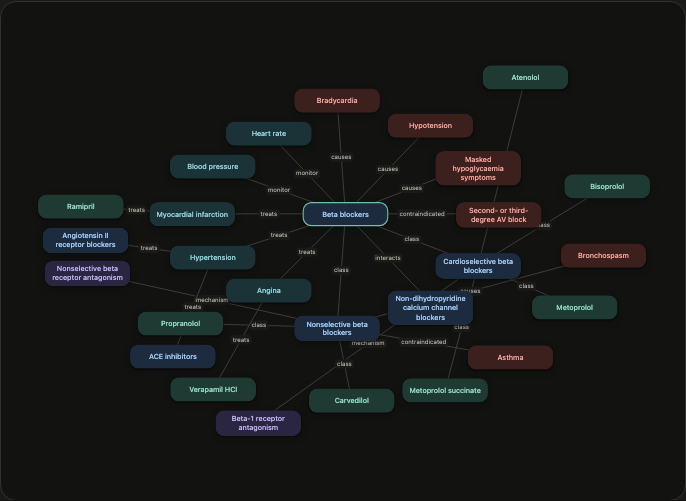 Atenolol
Bradycardia
Hypotension
Heart rate
causes
Blood pressure
monitor
causes
Masked
hypoglycaemia
symptoms
monitor
causes
Bisoprolol
Ramipril
treats
Myocardial infarction
treats
Beta blockers
contraindicated
Second- or third-
degree AV block
Angiotensin II
receptor blockers
treats
Hypertension
treats
treats
interacts
class
Cardioselective beta
blockers
Bronchospasm
Nonselective beta
receptor antagonism
class
mechanism
treats
Angina
Non-dihydropyridine
calcium channel
blockers
class
Metoprolol
Propranolol
class
Nonselective beta
blockers
class
ACE inhibitors
treats
mechanism
contraindicated
Asthma
class
Verapamil HCl
Carvedilol
Metoprolol succinate
Beta-1 receptor
antagonism